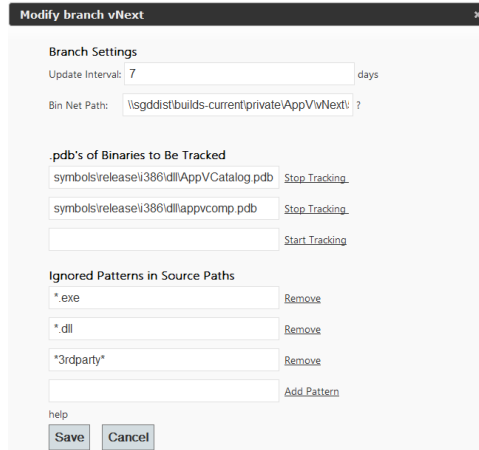 Modify branch vNext
Branch Settings
Update Interval: 7 days
Bin Net Path: \\sgddist\builds-current\private\AppV\vNext\ ?
.pdb's of Binaries to Be Tracked
symbols\release\i386\dll\AppVCatalog.pdb Stop Tracking
symbols\release\i386\dll\appvcomp.pdb Stop Tracking
Start Tracking
Ignored Patterns in Source Paths
*.exe Remove
*.dll Remove
*3rdparty* Remove
Add Pattern
help
Save Cancel